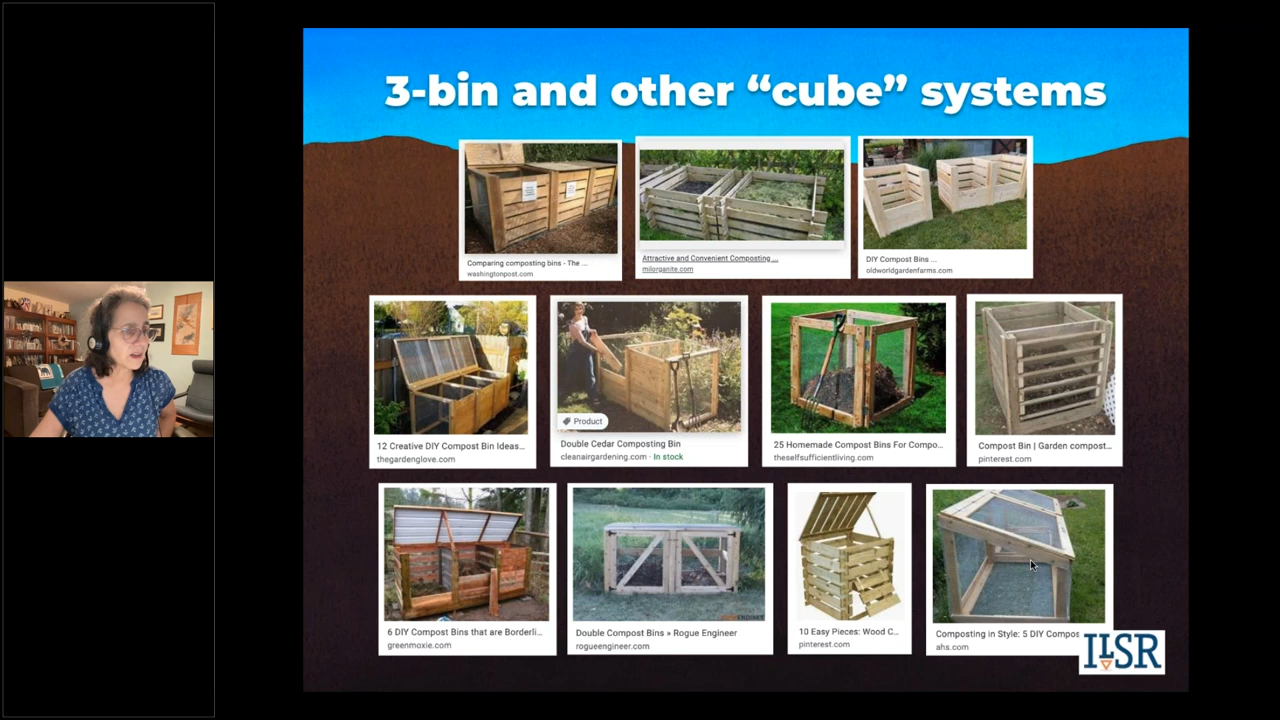 3-bin and other “cube” systems
Comparing composting bins - The ...
washingtonpost.com
Attractive and Convenient Composting ...
milorganite.com
DIY Compost Bins ...
oldworldgardenfarms.com
12 Creative DIY Compost Bin Ideas...
thegardenglove.com
Product
Double Cedar Composting Bin
cleanairgardening.com · In stock
25 Homemade Compost Bins For Compo...
theselfsufficientliving.com
Compost Bin | Garden compost...
pinterest.com
6 DIY Compost Bins that are Borderli...
greenmoxie.com
Double Compost Bins » Rogue Engineer
rogueengineer.com
10 Easy Pieces: Wood C...
pinterest.com
Composting in Style: 5 DIY Compos
ahs.com
ILSR